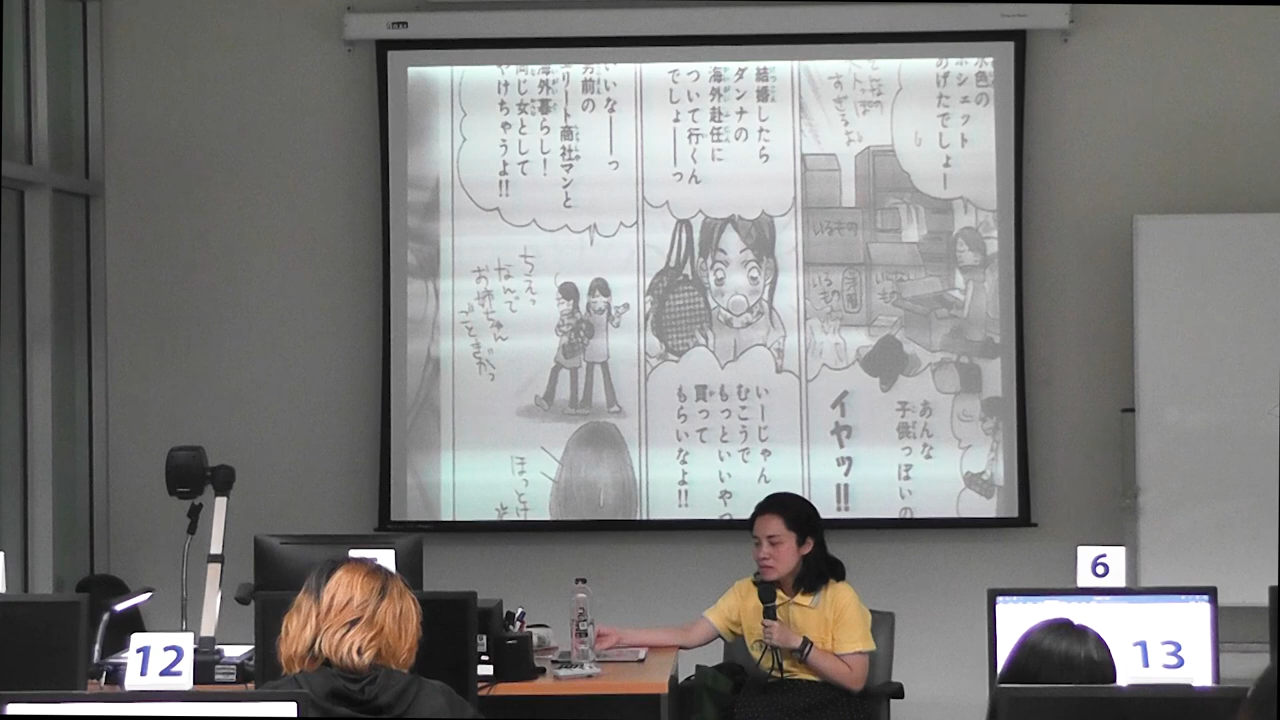 水色の
ポシェット
あげたでしょー
いるもの
いるもの
洋服
あんな
子供っぽいの
イヤッ!!
結婚したら
ダンナの
海外赴任に
ついて行くん
でしょ――っ
いーじゃん
むこうで
もっといいやつ
買って
もらいなよ!!
いいな――っ
男前の
エリート商社マンと
海外暮らし!
同じ女として
やけちゃうよ!!
ちえっ
なんで
お姉ちゃん
ごときがっ
ほっとけ
12
6
13